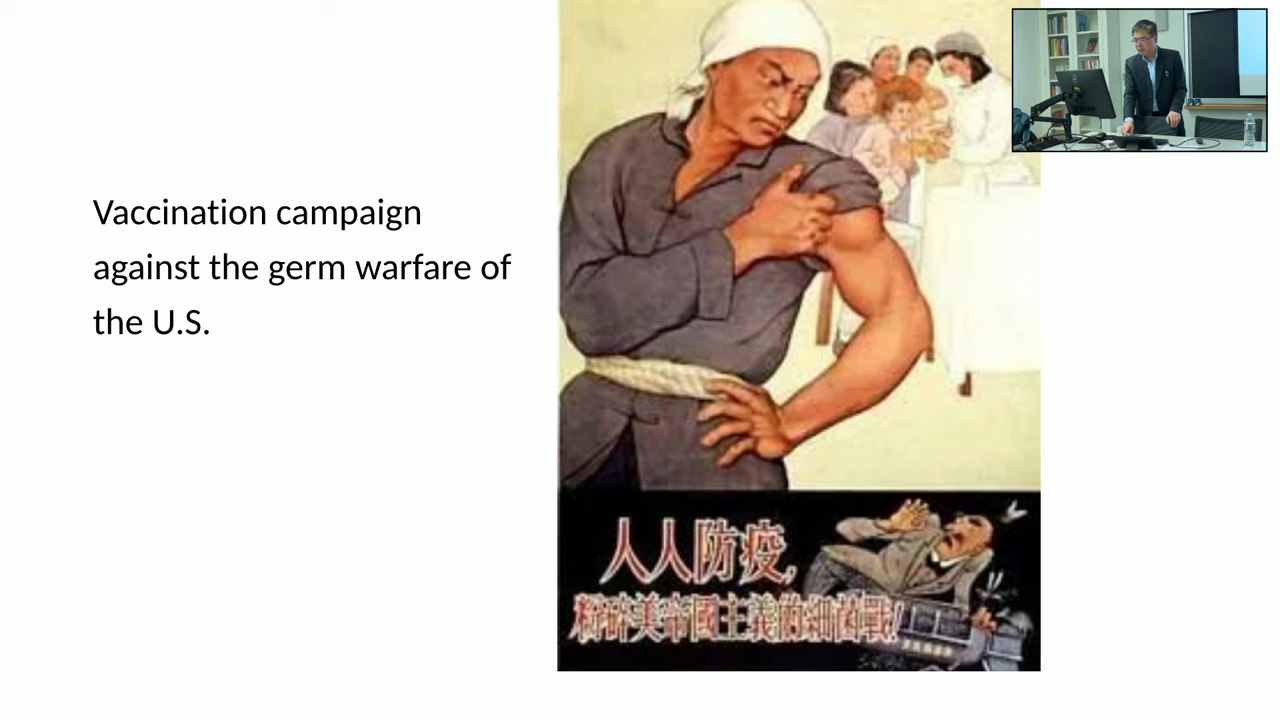 Vaccination campaign
against the germ warfare of
the U.S.
人人防疫,
粉碎美帝國主義的細菌戰!